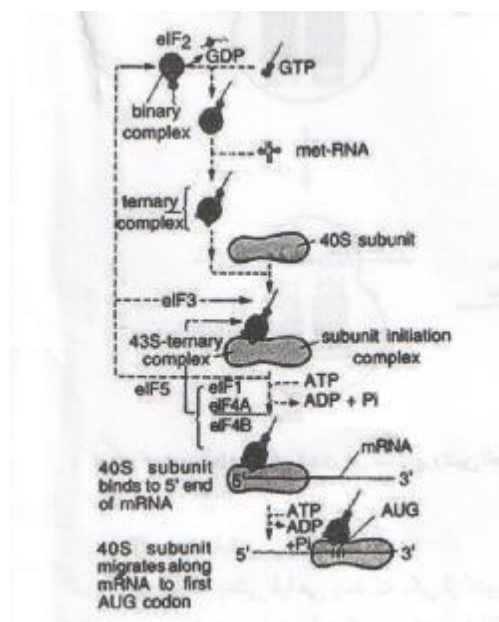 eIF2
GDP
GTP
binary
complex
met-RNA
ternary
complex
40S subunit
eIF3
43S-ternary
complex
subunit initiation
complex
eIF5
eIF1
eIF4A
eIF4B
ATP
ADP + Pi
40S subunit
binds to 5' end
of mRNA
5'
mRNA
3'
40S subunit
migrates along
mRNA to first
AUG codon
ATP
ADP
+Pi
AUG
5'
3'